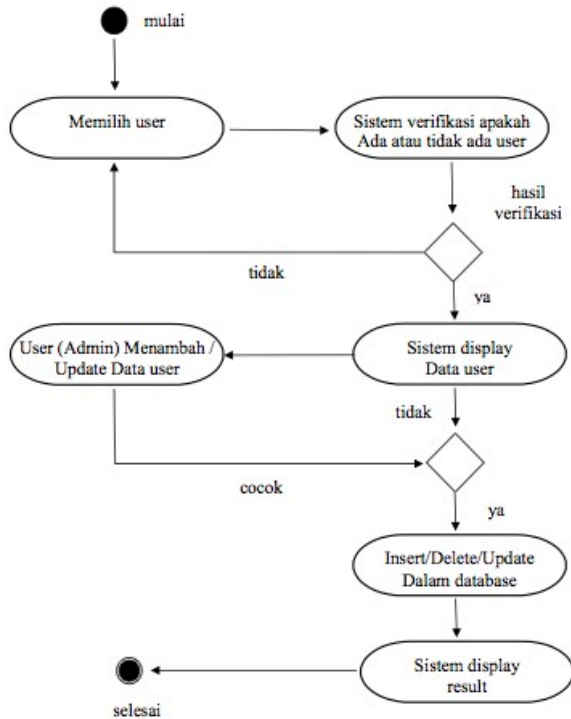 mulai
Memilih user
Sistem verifikasi apakah
Ada atau tidak ada user
hasil
verifikasi
tidak
ya
User (Admin) Menambah /
Update Data user
Sistem display
Data user
tidak
cocok
ya
Insert/Delete/Update
Dalam database
Sistem display
result
selesai